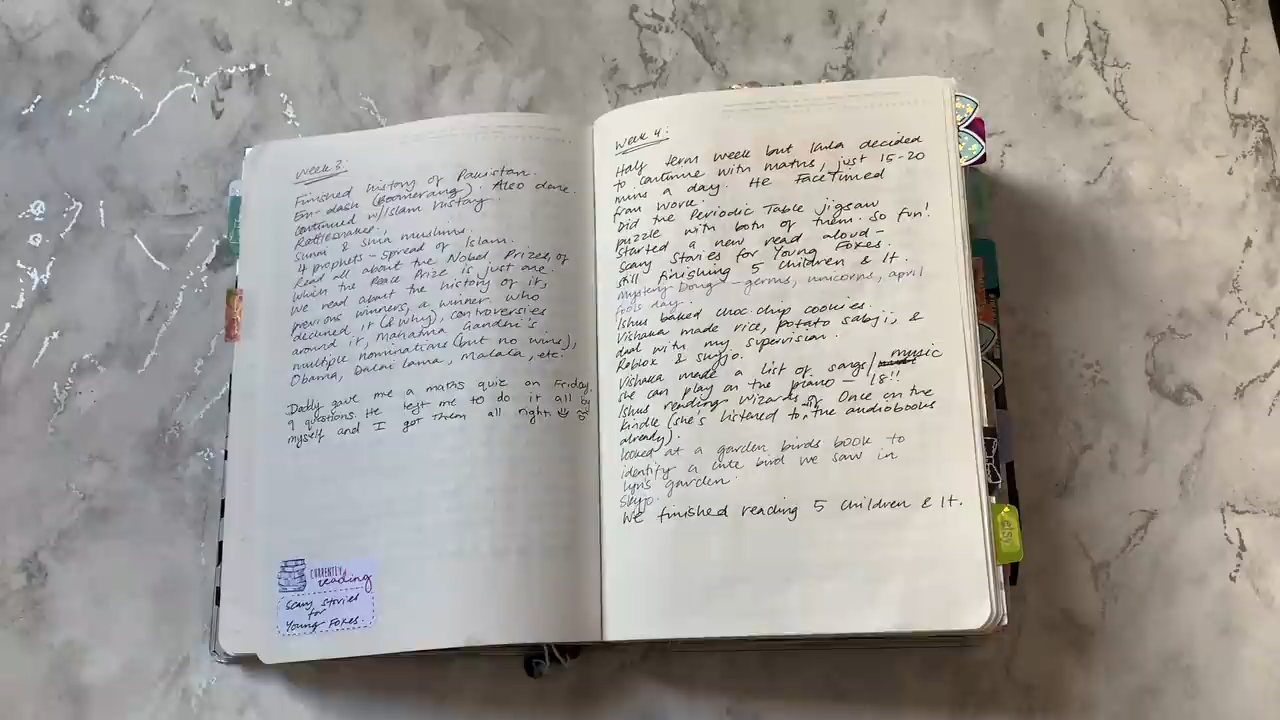 Week 3:
Finished History of Pakistan.
Em-dash (Boomerang). Also done.
Continued w/Islam History
Rattlesnake.
Sunni & Shia muslims.
4 prophets - spread of Islam.
Read all about the Nobel Prizes, of
which the Peace Prize is just one.
We read about the history of it,
previous winners, a winner who
declined it (& why), controversies
around it, Mahatma Gandhi's
multiple nominations (but no wins),
Obama, Dalai Lama, Malala, etc.
Daddy gave me a maths quiz on Friday.
9 questions. He left me to do it all by
myself and I got them all right
CURRENTLY
reading
Scary Stories
for
Young Foxes.
Week 4:
Half term week but decided
to continue with maths, just 15-20
mins a day. He FaceTimed
from work.
Did the Periodic Table jigsaw
puzzle with both of them. So fun!
Started a new read aloud -
Scary Stories for Young Foxes.
Still finishing 5 Children & It.
Mystery Doug - germs, unicorns, april
fools day.
Ishus baked choc. chip cookies.
Vishaka made rice, potato sabji, &
daal with my supervision.
Roblox & Skyjo.
Vishaka made a list of songs/music
she can play on the piano - 18!!
Ishus reading Wizards of Once on the
Kindle (she's listened to the audiobooks
already).
Looked at a garden birds book to
identify a cute bird we saw in
Lyns garden.
Skyjo.
We finished reading 5 Children & It.